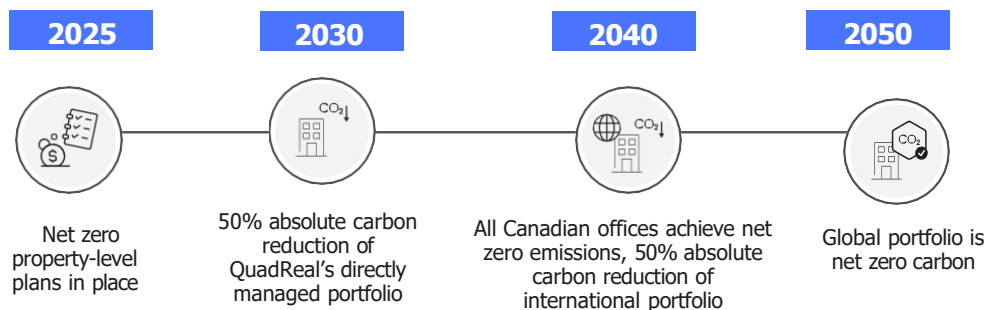 2025
2030
2040
2050
$
CO₂↓
CO₂↓
CO₂
Net zero
property-level
plans in place
50% absolute carbon
reduction of
QuadReal's directly
managed portfolio
All Canadian offices achieve net
zero emissions, 50% absolute
carbon reduction of
international portfolio
Global portfolio is
net zero carbon